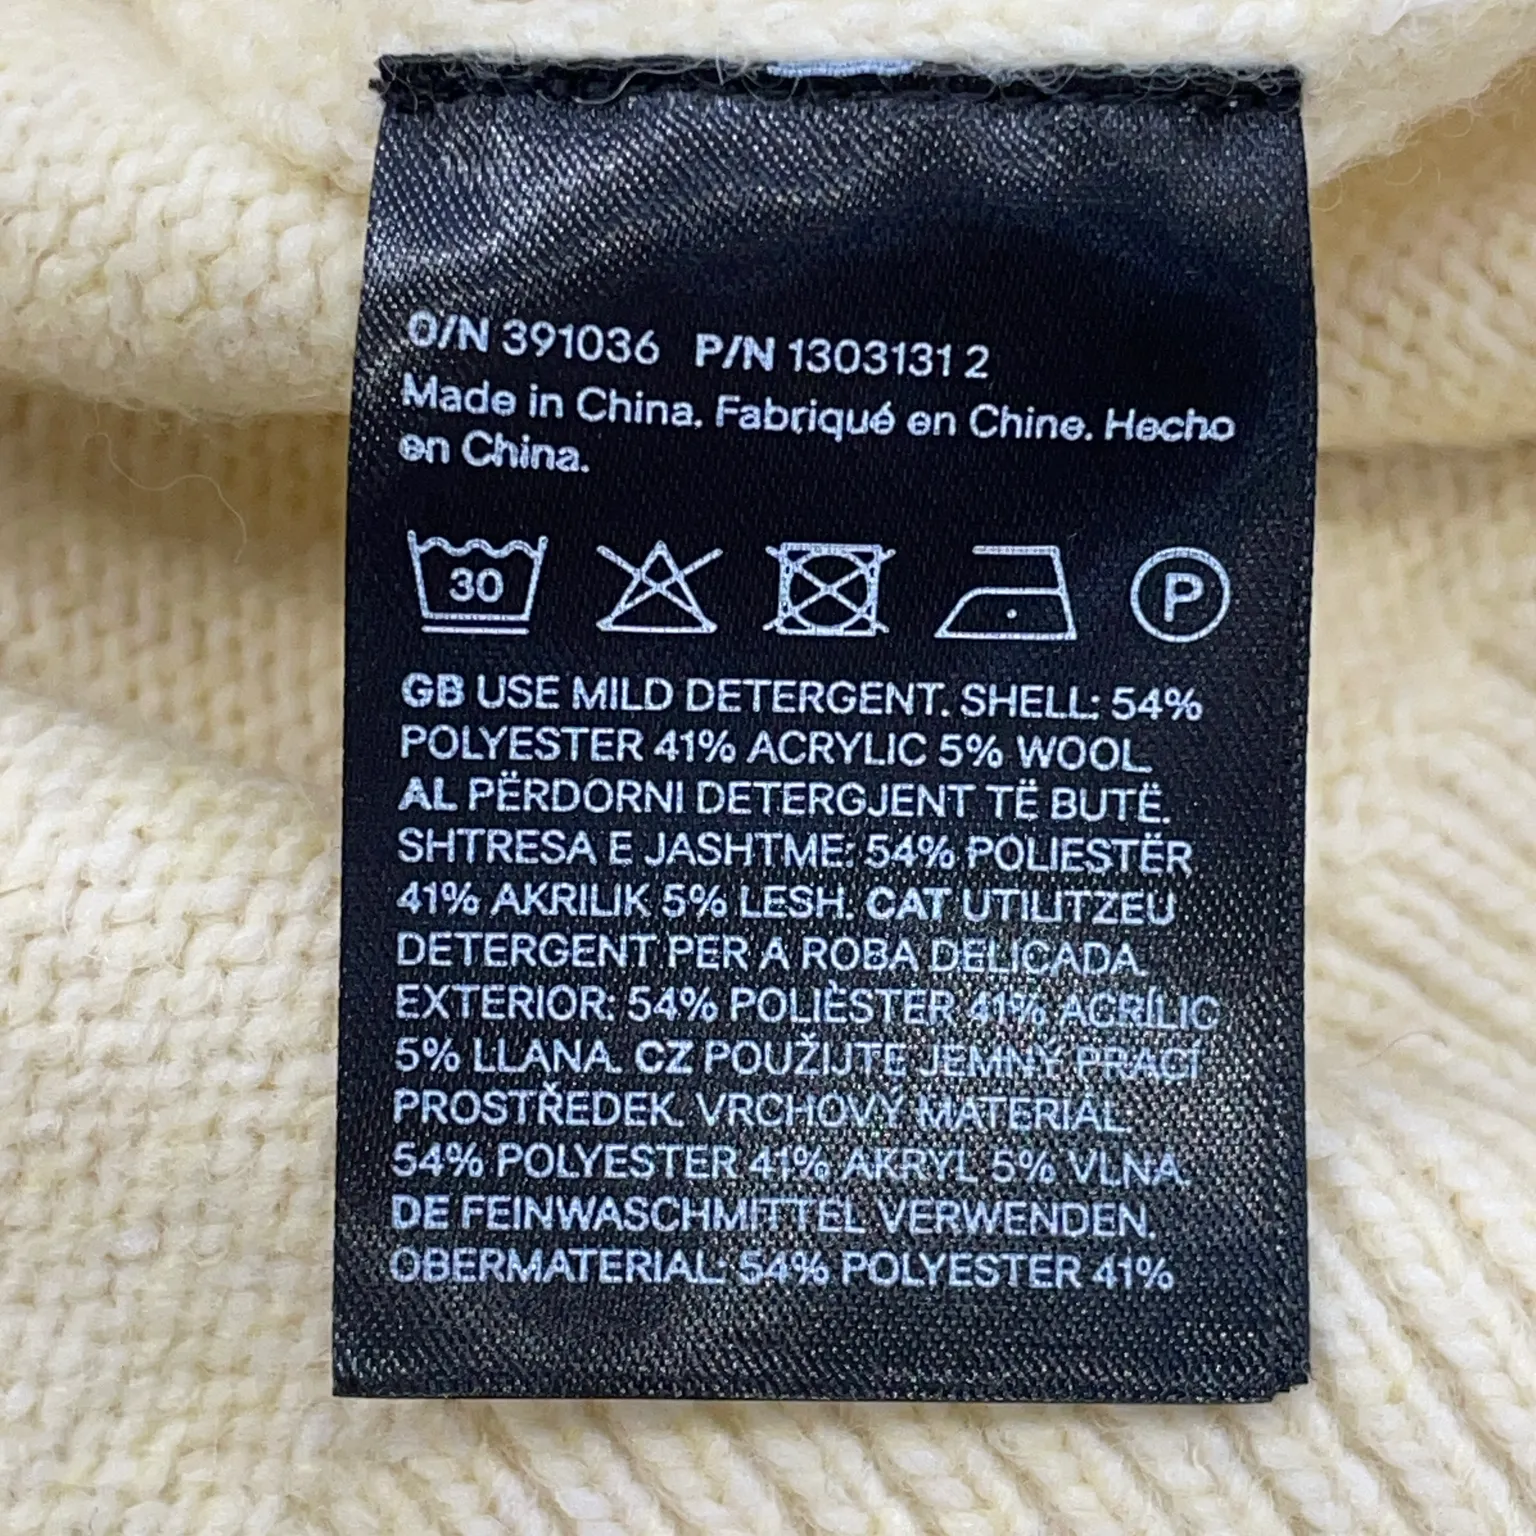 O/N 391036 P/N 1303131 2
Made in China. Fabriqué en Chine. Hecho
en China.
30 P
GB USE MILD DETERGENT. SHELL: 54%
POLYESTER 41% ACRYLIC 5% WOOL.
AL PËRDORNI DETERGJENT TË BUTË.
SHTRESA E JASHTME: 54% POLIESTËR
41% AKRILIK 5% LESH. CAT UTILITZEU
DETERGENT PER A ROBA DELICADA.
EXTERIOR: 54% POLIÈSTER 41% ACRÍLIC
5% LLANA. CZ POUŽIJTE JEMNÝ PRACÍ
PROSTŘEDEK. VRCHOVÝ MATERIÁL:
54% POLYESTER 41% AKRYL 5% VLNA.
DE FEINWASCHMITTEL VERWENDEN.
OBERMATERIAL: 54% POLYESTER 41%